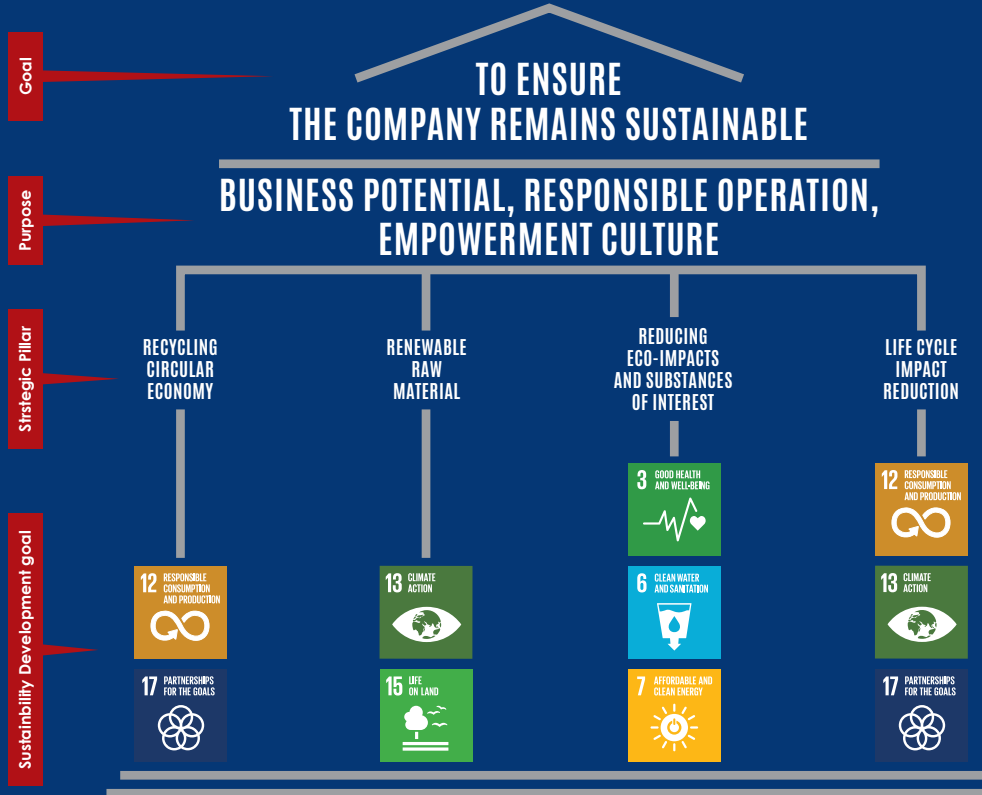 Goal
TO ENSURE
THE COMPANY REMAINS SUSTAINABLE
Purpose
BUSINESS POTENTIAL, RESPONSIBLE OPERATION,
EMPOWERMENT CULTURE
Strstegic Pillar
RECYCLING
CIRCULAR
ECONOMY
RENEWABLE
RAW
MATERIAL
REDUCING
ECO-IMPACTS
AND SUBSTANCES
OF INTEREST
LIFE CYCLE
IMPACT
REDUCTION
Sustainbility Development goal
12 RESPONSIBLE
CONSUMPTION
AND PRODUCTION
17 PARTNERSHIPS
FOR THE GOALS
13 CLIMATE
ACTION
15 LIFE
ON LAND
3 GOOD HEALTH
AND WELL-BEING
6 CLEAN WATER
AND SANITATION
7 AFFORDABLE AND
CLEAN ENERGY
12 RESPONSIBLE
CONSUMPTION
AND PRODUCTION
13 CLIMATE
ACTION
17 PARTNERSHIPS
FOR THE GOALS